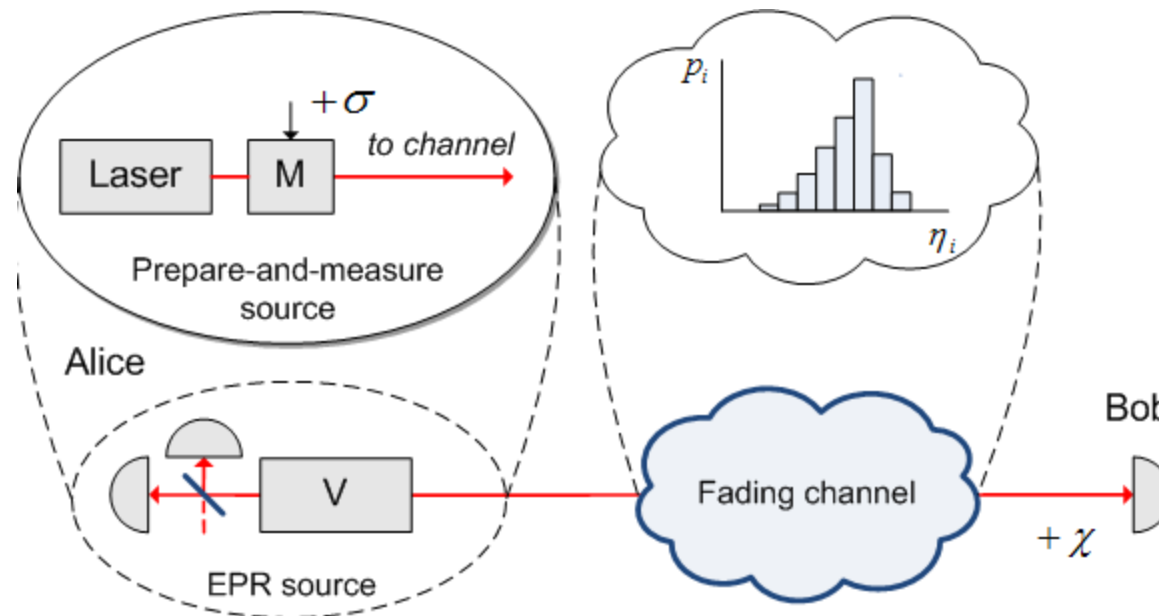 +σ
to channel
Laser
M
Prepare-and-measure
source
p_i
η_i
Alice
V
EPR source
Fading channel
Bob
+χ